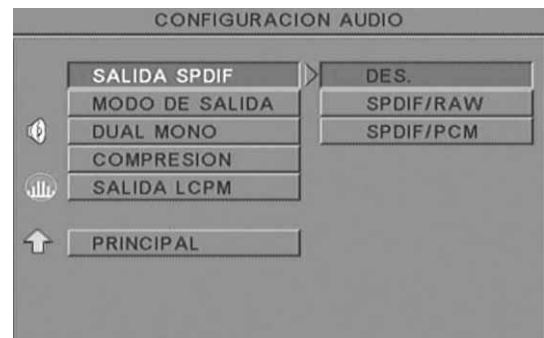 CONFIGURACION AUDIO
SALIDA SPDIF
DES.
MODO DE SALIDA
SPDIF/RAW
DUAL MONO
SPDIF/PCM
COMPRESION
SALIDA LCPM
PRINCIPAL